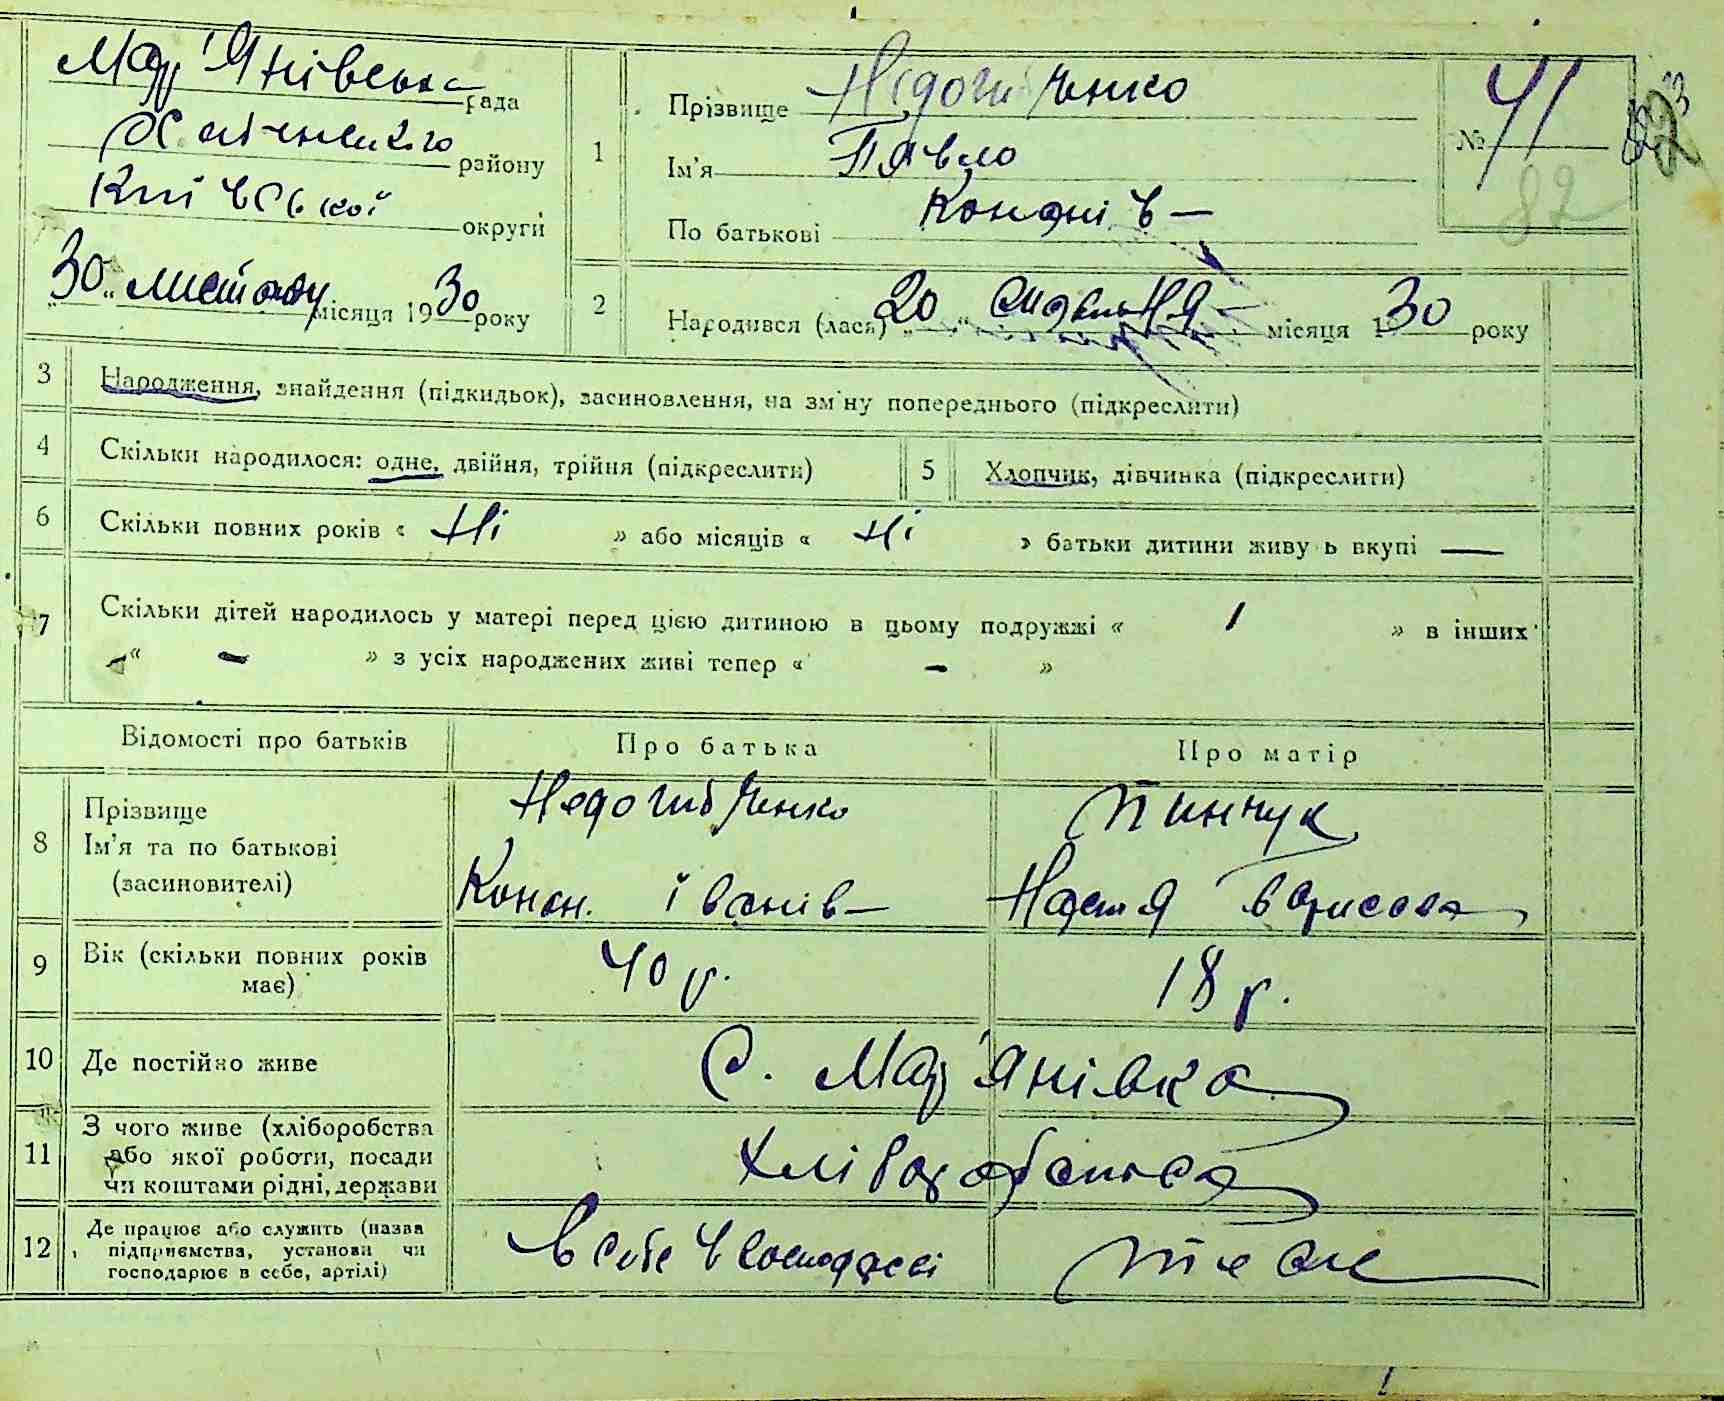 Мар'янівська рада
району
Київської округи
30 листопаду місяця 1930 року
1
Прізвище Недогибченко
Ім'я Павло
По батькові Конднів
№ 41
82
2
Народився (лася) „20“ місяця 1 30 року
3 Народження, знайдення (підкидьок), засиновлення, на зміну попереднього (підкреслити)
4 Скільки народилося: одне, двійня, трійня (підкреслити)
5 Хлопчик, дівчинка (підкреслити)
6 Скільки повних років « Ні » або місяців « Ні » батьки дитини живуть вкупі —
7 Скільки дітей народилось у матері перед цією дитиною в цьому подружжі « 1 » в інших
« – » з усіх народжених живі тепер « – »
Відомості про батьків Про батька Про матір
8 Прізвище
Ім'я та по батькові
(засиновителі)
Недогибченко
Конон. Іванів
Пинчук
Настя Борисова
9 Вік (скільки повних років
має)
40 р.
18 р.
10 Де постійно живе
С. Мар'янівка
11 З чого живе (хліборобства
або якої роботи, посади
чи коштами рідні, держави
хліборобства
12 Де працює або служить (назва
підприємства, установи чи
господарює в себе, артілі)
в себе в господарсві
теж